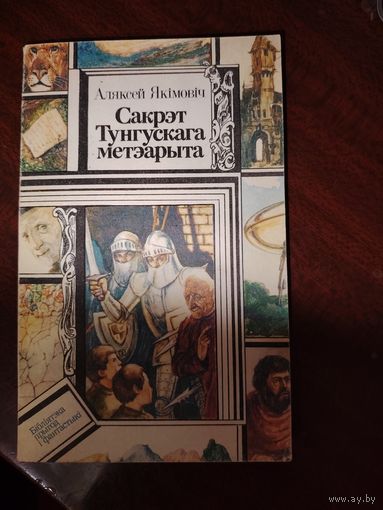 Аляксей Якімовіч
Сакрэт
Тунгускага
метэарыта
Бібліятэка
прыгод
і фантастыкі
www.ay.by